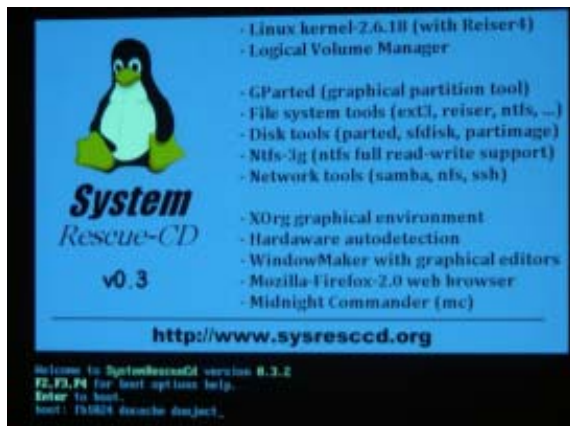 - Linux kernel-2.6.18 (with Reiser4)
- Logical Volume Manager
- GParted (graphical partition tool)
- File system tools (ext3, reiser, ntfs, ...)
- Disk tools (parted, sfdisk, partimage)
- Ntfs-3g (ntfs full read-write support)
- Network tools (samba, nfs, ssh)
- XOrg graphical environment
- Hardaware autodetection
- WindowMaker with graphical editors
- Mozilla-Firefox-2.0 web browser
- Midnight Commander (mc)
System
Rescue-CD
v0.3
http://www.sysresccd.org
Welcome to SystemRescueCd version 0.3.2
F2,F3,F4 for boot options help.
Enter to boot.
boot: fb1024 docache